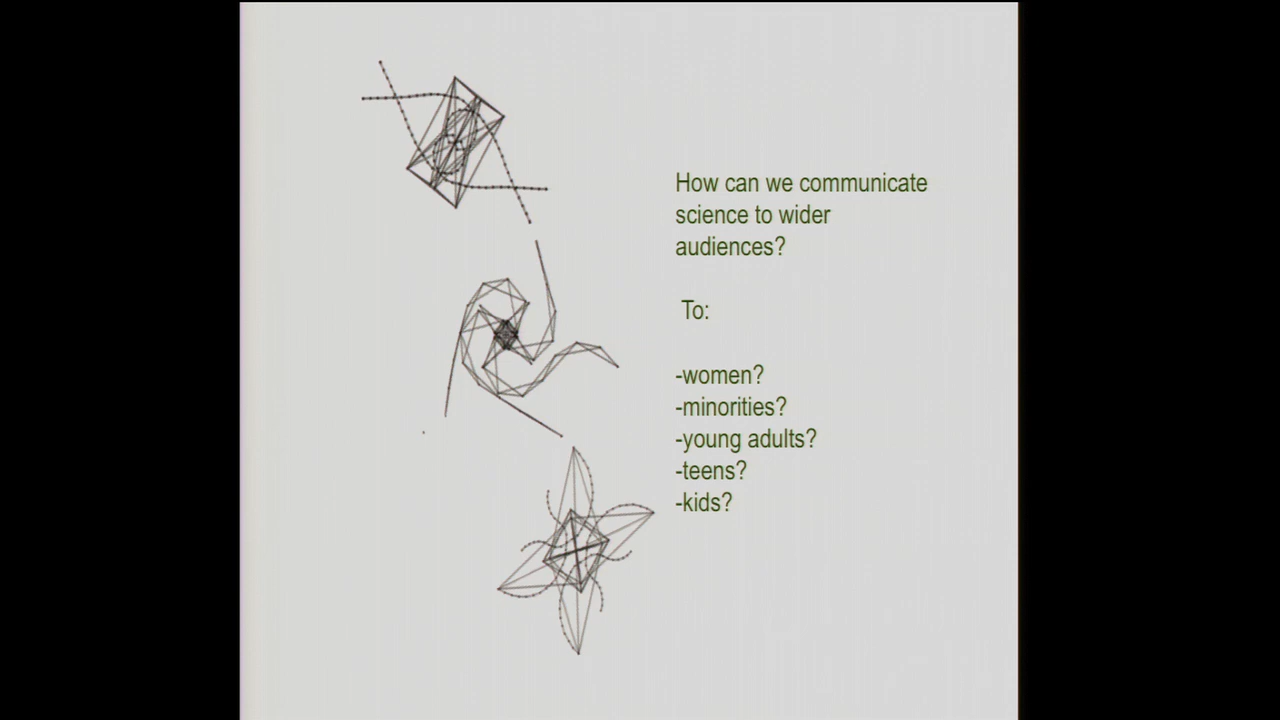 How can we communicate
science to wider
audiences?
To:
-women?
-minorities?
-young adults?
-teens?
-kids?